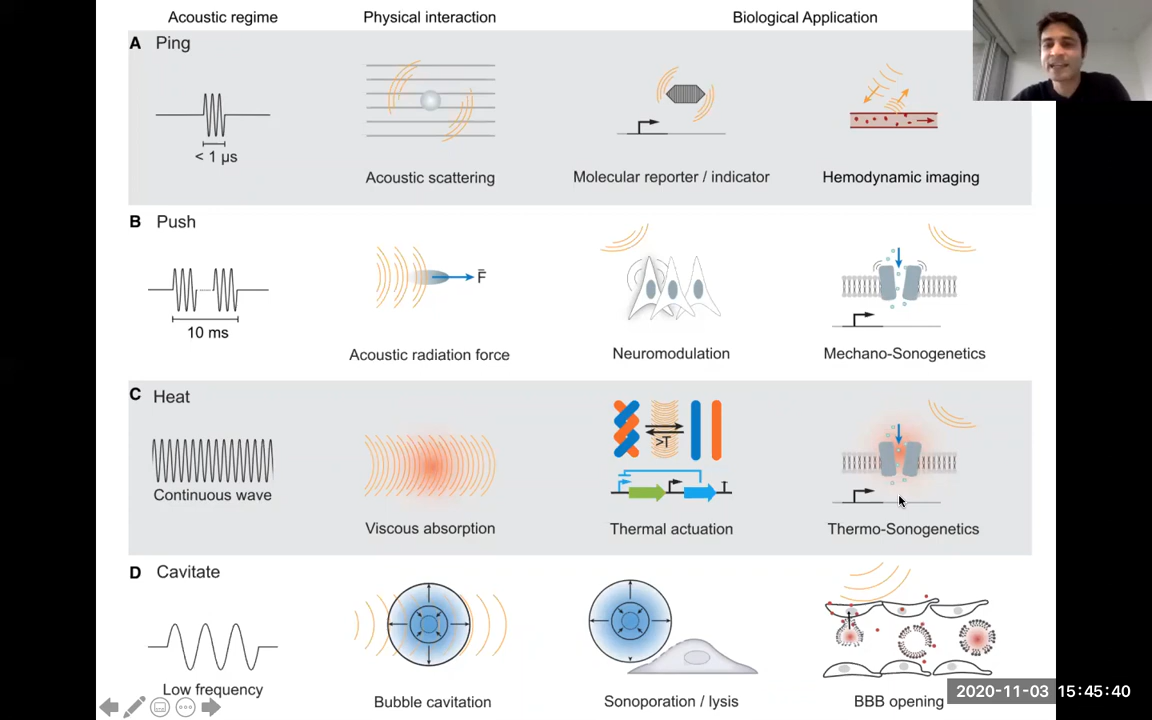 Acoustic regime Physical interaction Biological Application
A Ping
< 1 µs
Acoustic scattering Molecular reporter / indicator Hemodynamic imaging
B Push
F̄
10 ms
Acoustic radiation force Neuromodulation Mechano-Sonogenetics
C Heat
>T
Continuous wave
Viscous absorption Thermal actuation Thermo-Sonogenetics
D Cavitate
Low frequency
Bubble cavitation Sonoporation / lysis BBB opening
2020-11-03 15:45:40